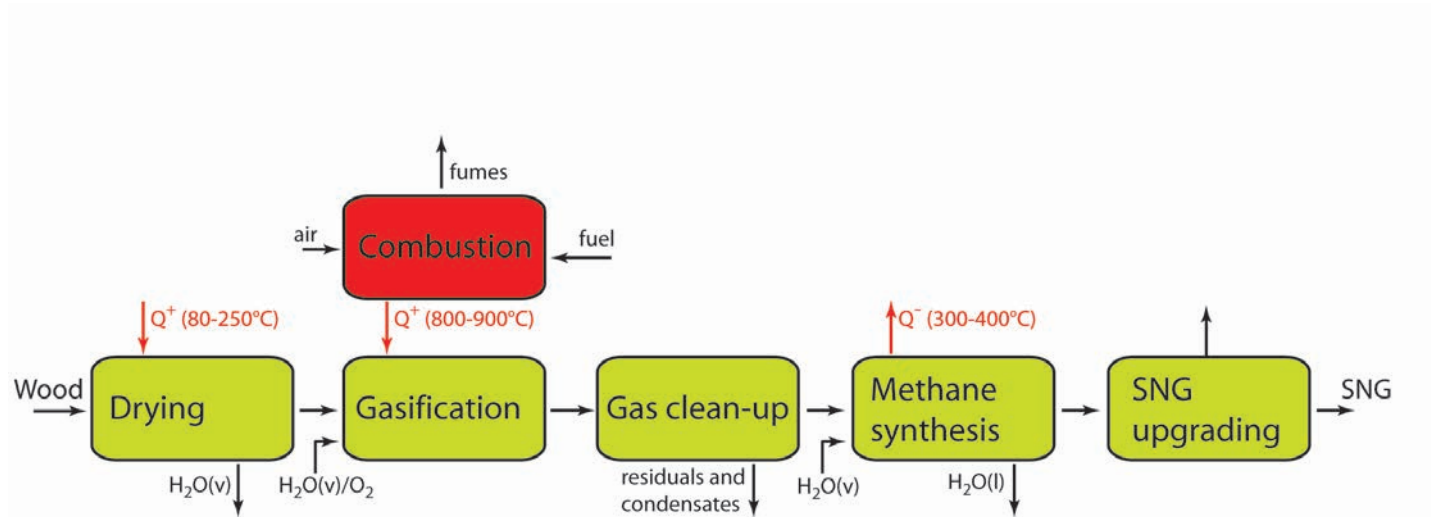 fumes
air
Combustion
fuel
Q⁺ (80-250°C)
Q⁺ (800-900°C)
Q⁻ (300-400°C)
Wood
Drying
Gasification
Gas clean-up
Methane
synthesis
SNG
upgrading
SNG
H₂O(v)
H₂O(v)/O₂
residuals and
condensates
H₂O(v)
H₂O(l)